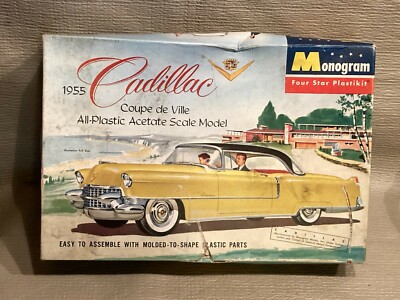 1955 Cadillac
Coupe de Ville
All-Plastic Acetate Scale Model
Monogram
Four Star Plastikit
EASY TO ASSEMBLE WITH MOLDED-TO-SHAPE PLASTIC PARTS
CADILLAC